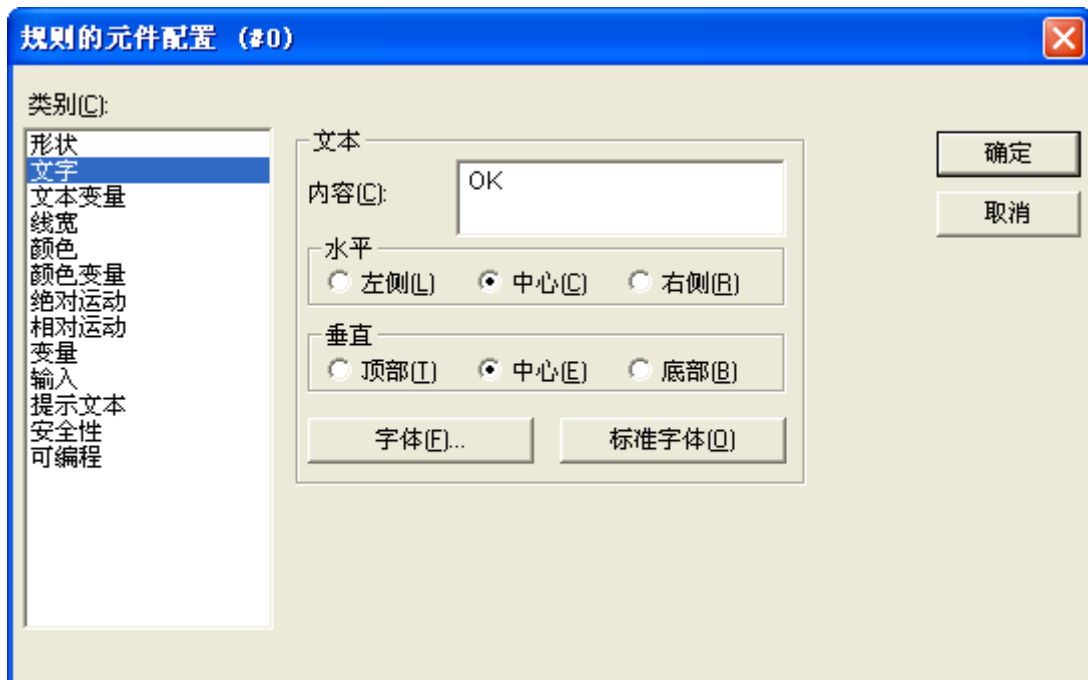 规则的元件配置 (#0)
类别(C):
形状
文字
文本变量
线宽
颜色
颜色变量
绝对运动
相对运动
变量
输入
提示文本
安全性
可编程
文本
内容(C):
OK
水平
左侧(L) 中心(C) 右侧(R)
垂直
顶部(T) 中心(E) 底部(B)
字体(F)... 标准字体(O)
确定
取消